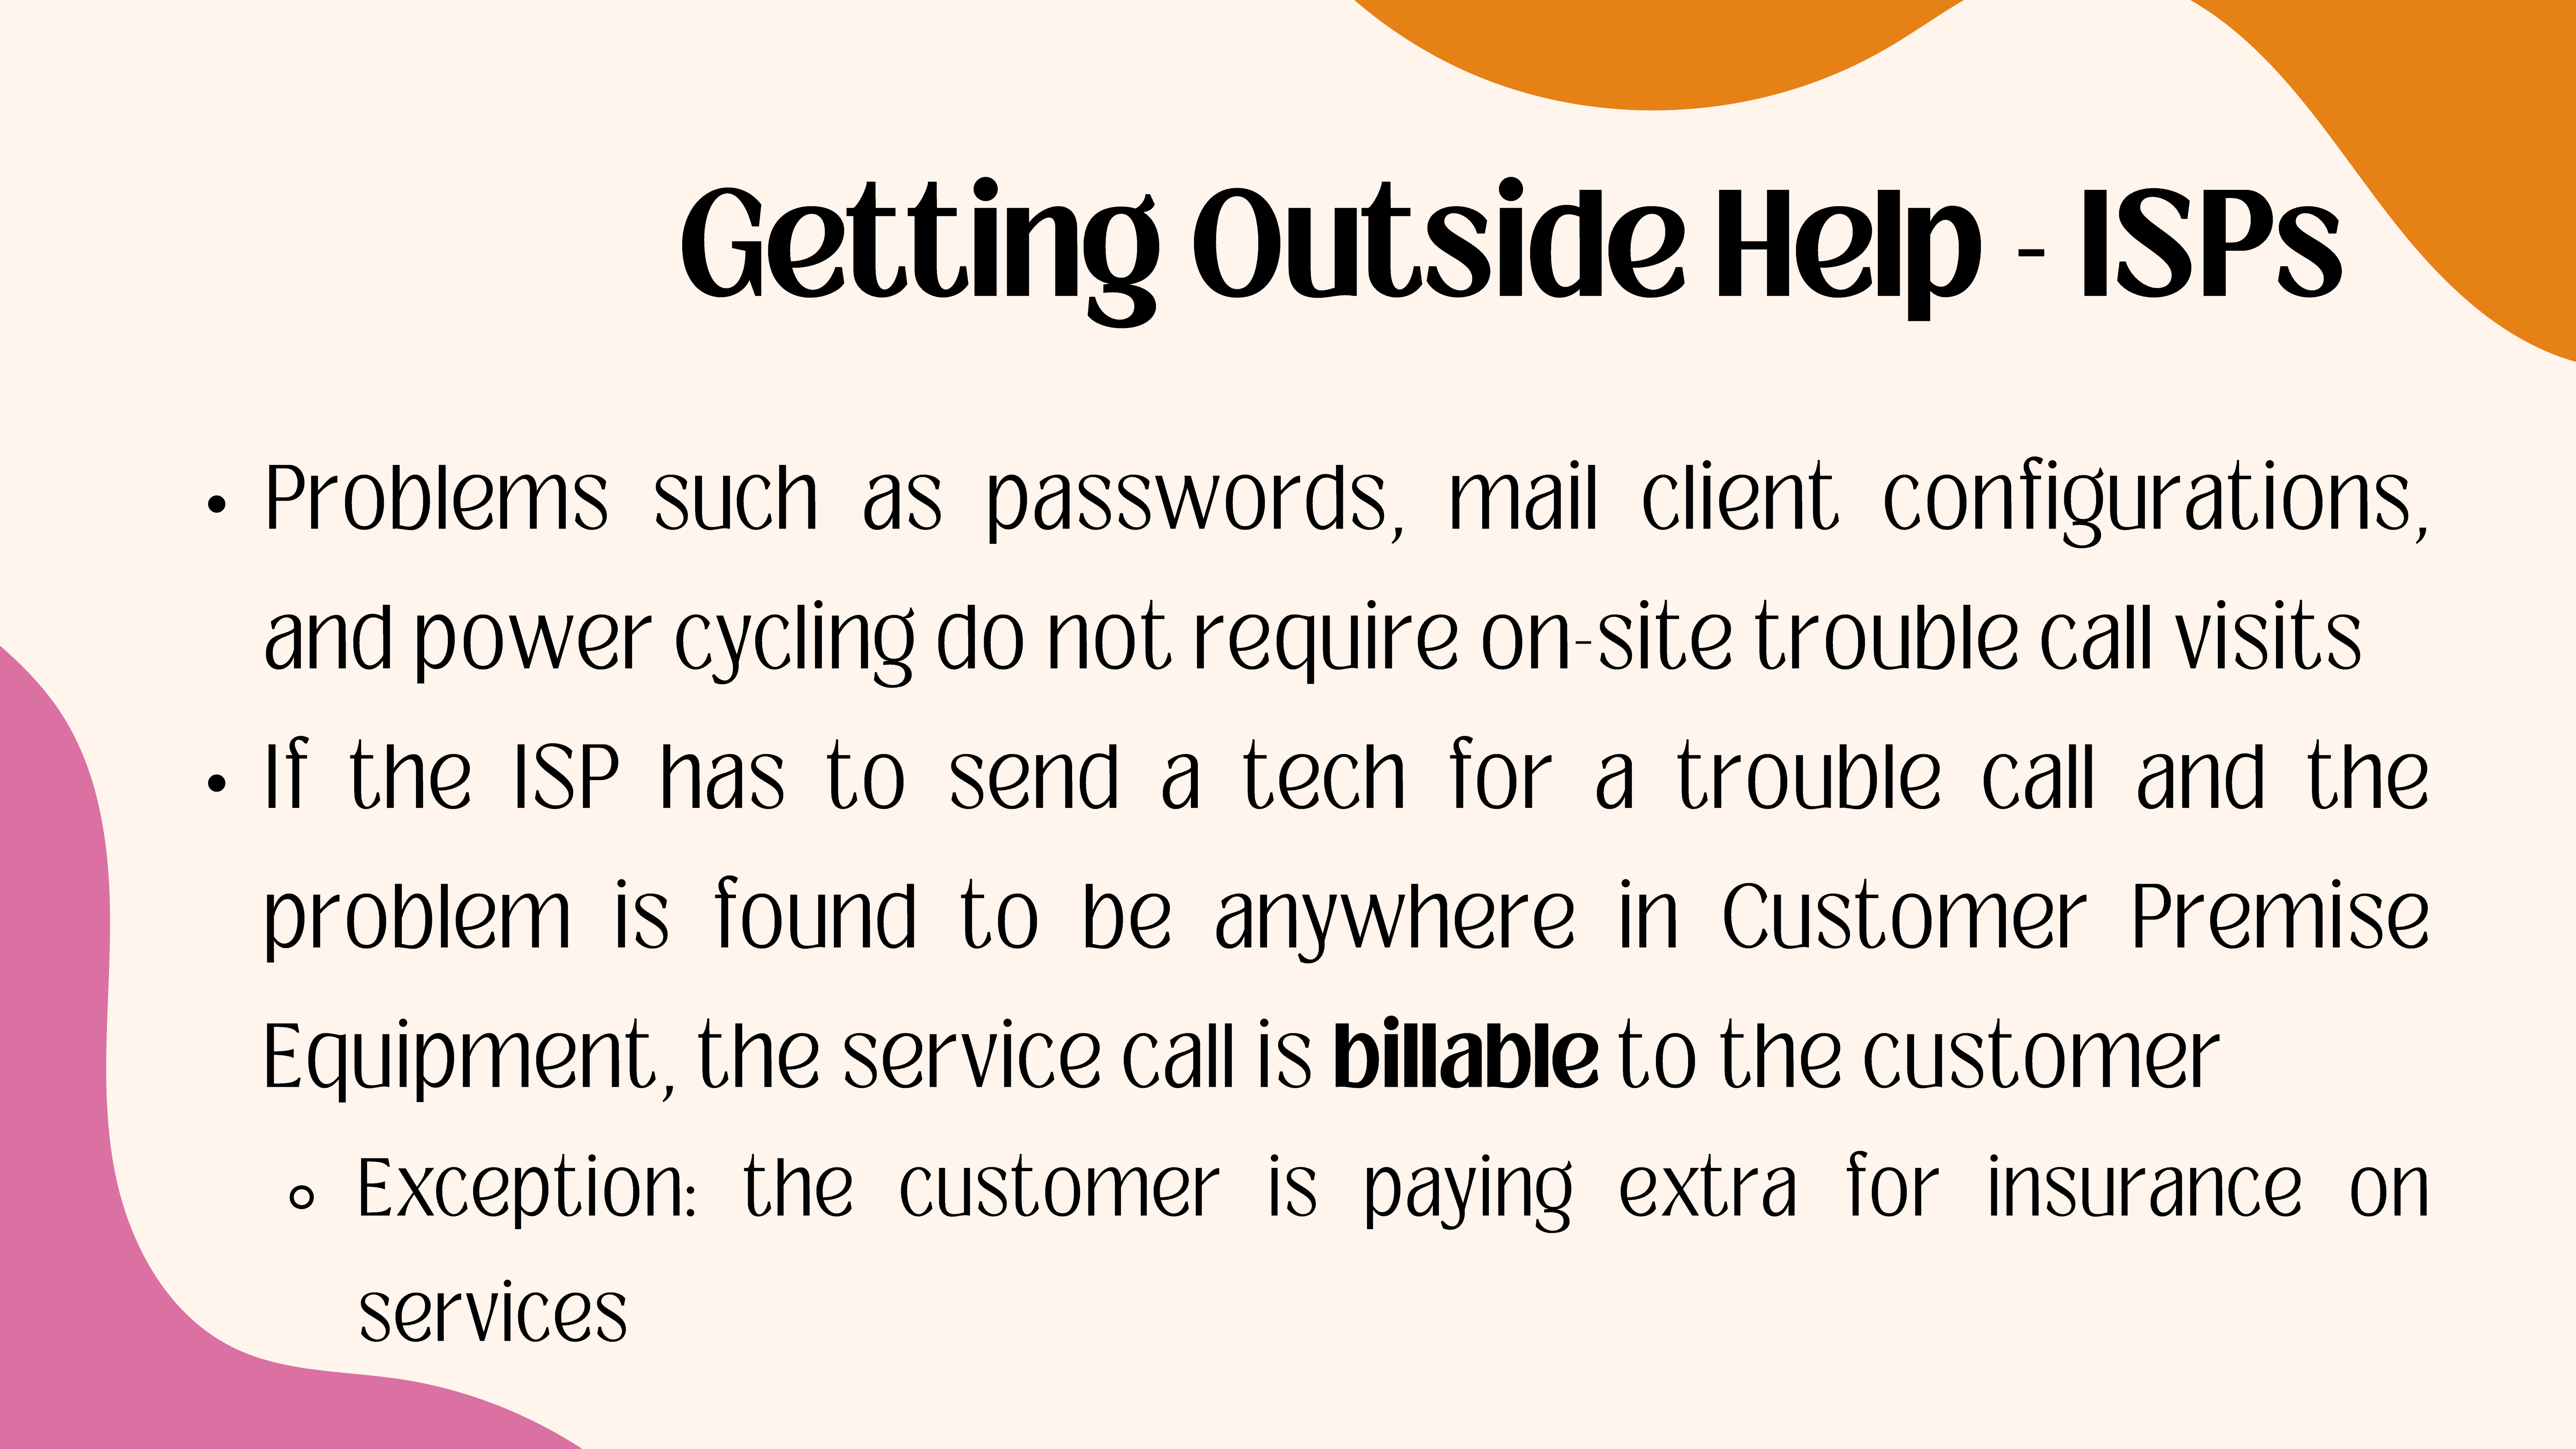 Getting Outside Help - ISPs
• Problems such as passwords, mail client configurations,
and power cycling do not require on-site trouble call visits
• If the ISP has to send a tech for a trouble call and the
problem is found to be anywhere in Customer Premise
Equipment, the service call is billable to the customer
◦ Exception: the customer is paying extra for insurance on
services